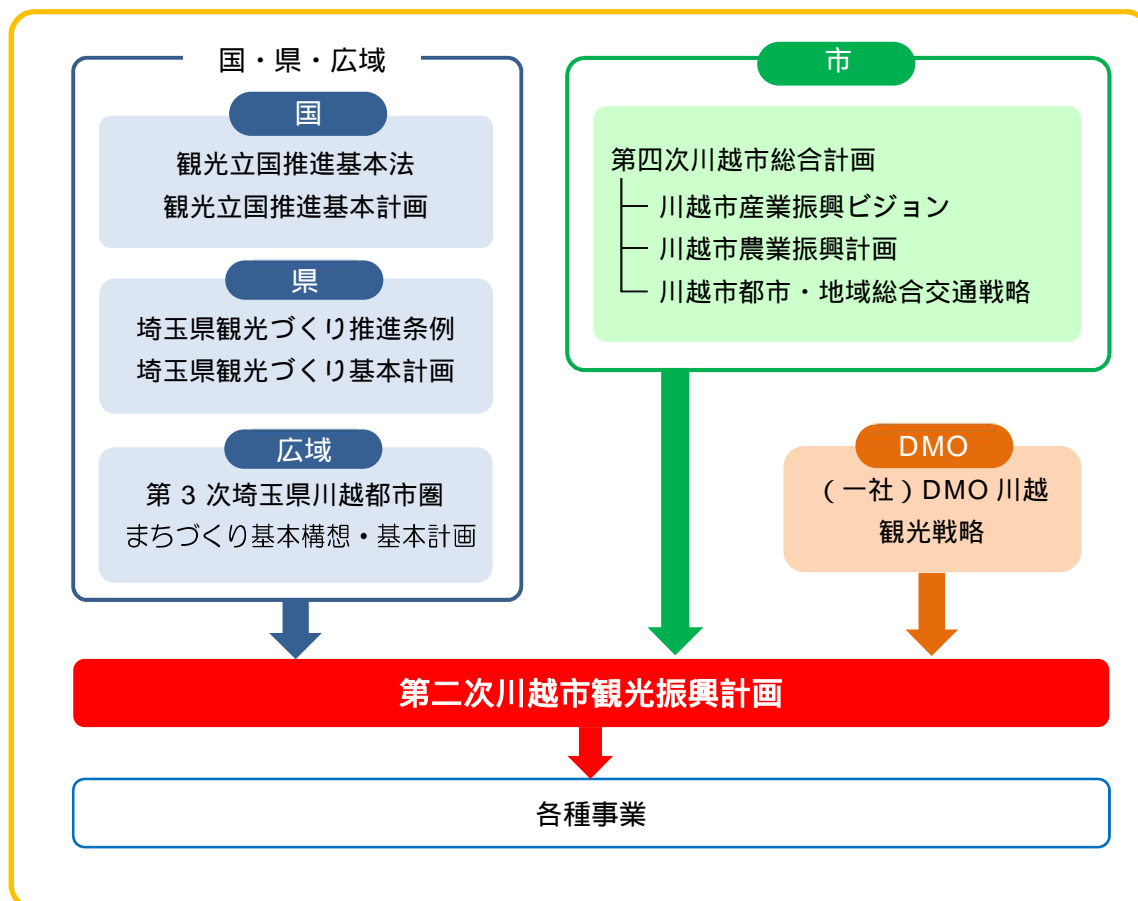 国・県・広域
国
観光立国推進基本法
観光立国推進基本計画
県
埼玉県観光づくり推進条例
埼玉県観光づくり基本計画
広域
第 3 次埼玉県川越都市圏
まちづくり基本構想・基本計画
市
第四次川越市総合計画
川越市産業振興ビジョン
川越市農業振興計画
川越市都市・地域総合交通戦略
DMO
（一社）DMO 川越
観光戦略
第二次川越市観光振興計画
各種事業